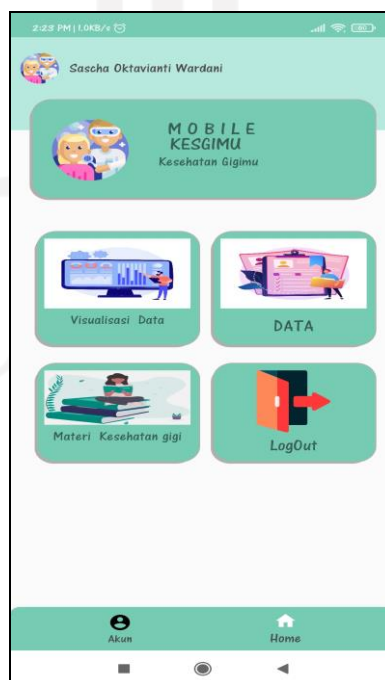 2:23 PM | 1.0KB/s
Sascha Oktavianti Wardani
M O B I L E
KESGIMU
Kesehatan Gigimu
Visualisasi Data
DATA
Materi Kesehatan gigi
LogOut
Akun
Home